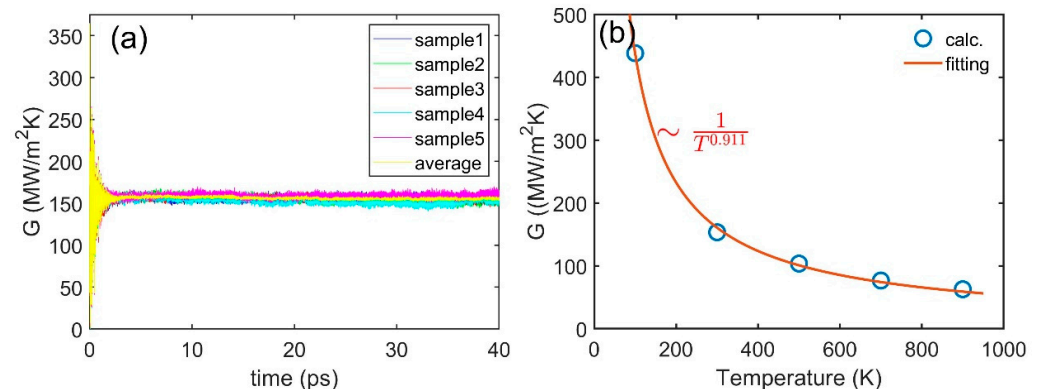 (a)
350
300
250
200
150
100
50
0
G (MW/m²K)
sample1
sample2
sample3
sample4
sample5
average
0
10
20
30
40
time (ps)
(b)
500
400
300
200
100
0
G ((MW/m²K)
calc.
fitting
~ 1/T^0.911
0
200
400
600
800
1000
Temperature (K)